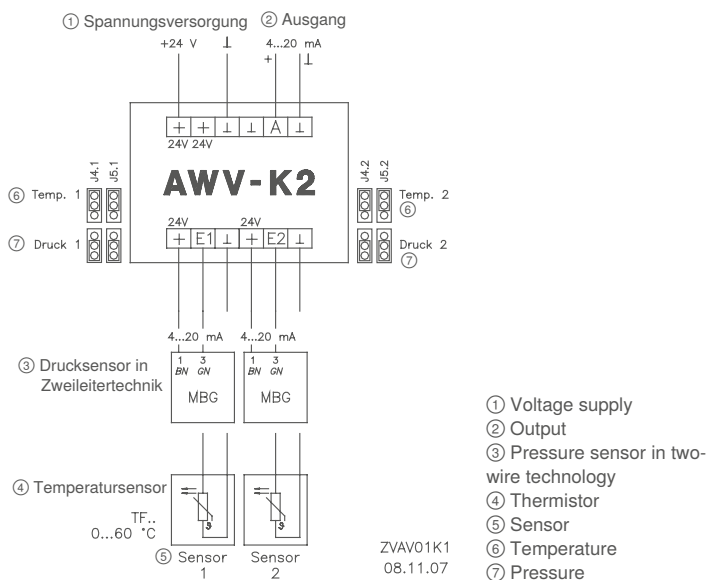 ① Spannungsversorgung
② Ausgang
+24 V ⊥
4...20 mA
+ ⊥
+ + ⊥ ⊥ A ⊥
24V 24V
AWV-K2
J4.1 J5.1
J4.2 J5.2
⑥ Temp. 1
Temp. 2
⑥
⑦ Druck 1
Druck 2
⑦
24V 24V
+ E1 ⊥ + E2 ⊥
4...20 mA 4...20 mA
③ Drucksensor in
Zweileitertechnik
1 3 1 3
BN GN BN GN
MBG MBG
④ Temperatursensor
TF..
0...60 °C
ϑ ϑ
⑤ Sensor Sensor
1 2
ZVAV01K1
08.11.07
① Voltage supply
② Output
③ Pressure sensor in two-
wire technology
④ Thermistor
⑤ Sensor
⑥ Temperature
⑦ Pressure